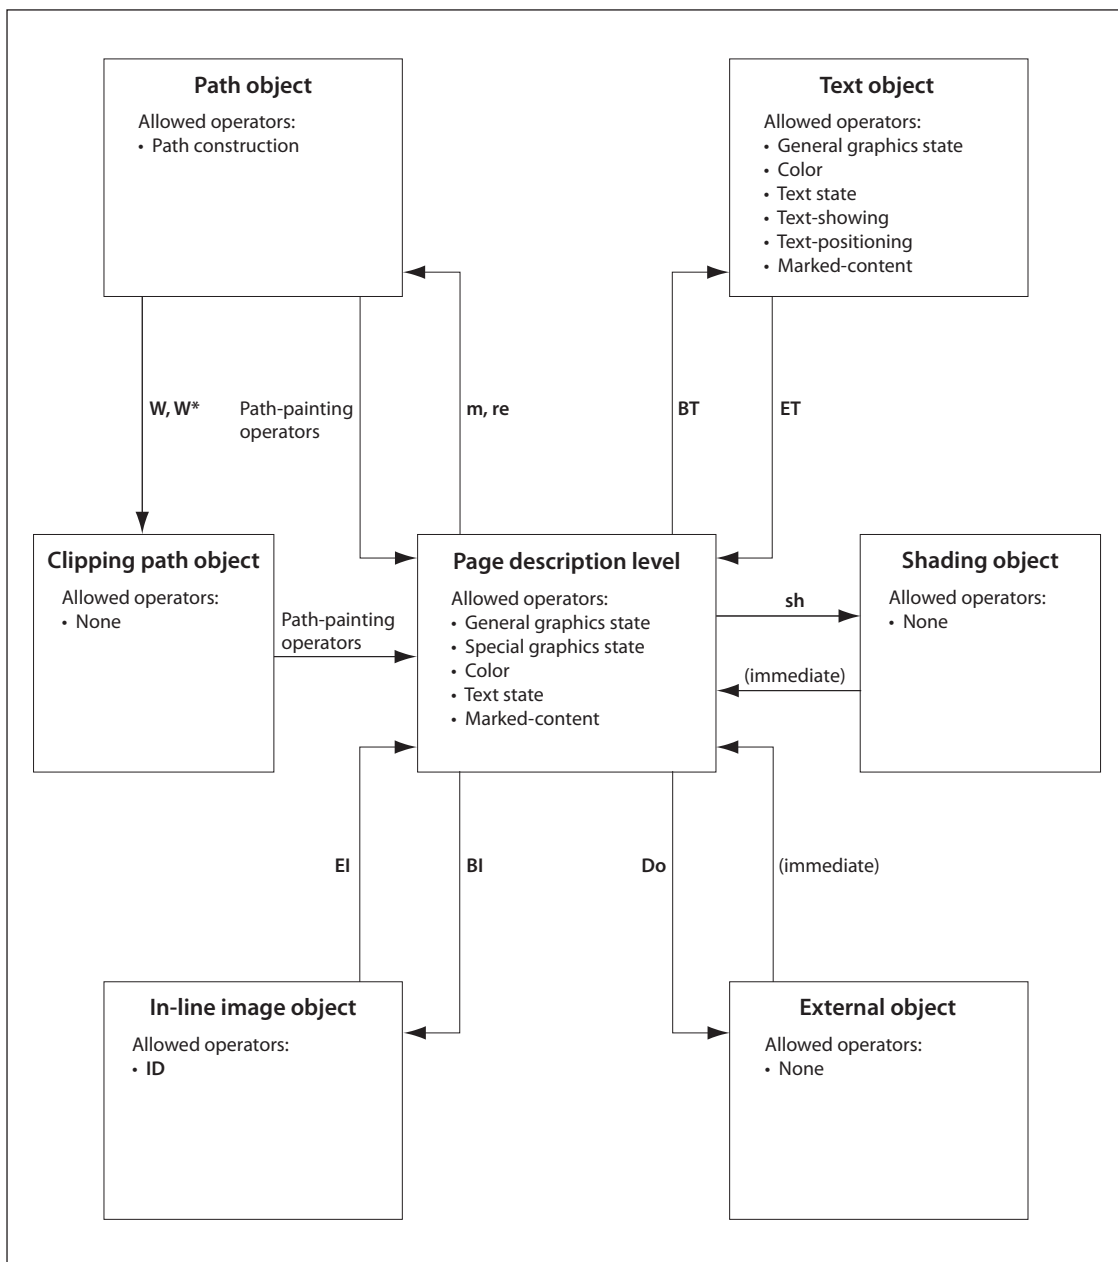 Path object
Allowed operators:
• Path construction
Text object
Allowed operators:
• General graphics state
• Color
• Text state
• Text-showing
• Text-positioning
• Marked-content
W, W*
Path-painting
operators
m, re
BT
ET
Clipping path object
Allowed operators:
• None
Path-painting
operators
Page description level
Allowed operators:
• General graphics state
• Special graphics state
• Color
• Text state
• Marked-content
sh
(immediate)
Shading object
Allowed operators:
• None
EI
BI
Do
(immediate)
In-line image object
Allowed operators:
• ID
External object
Allowed operators:
• None